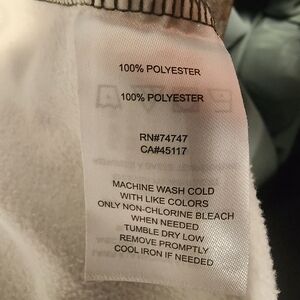 100% POLYESTER
100% POLYESTER
RN#74747
CA#45117
MACHINE WASH COLD
WITH LIKE COLORS
ONLY NON-CHLORINE BLEACH
WHEN NEEDED
TUMBLE DRY LOW
REMOVE PROMPTLY
COOL IRON IF NEEDED